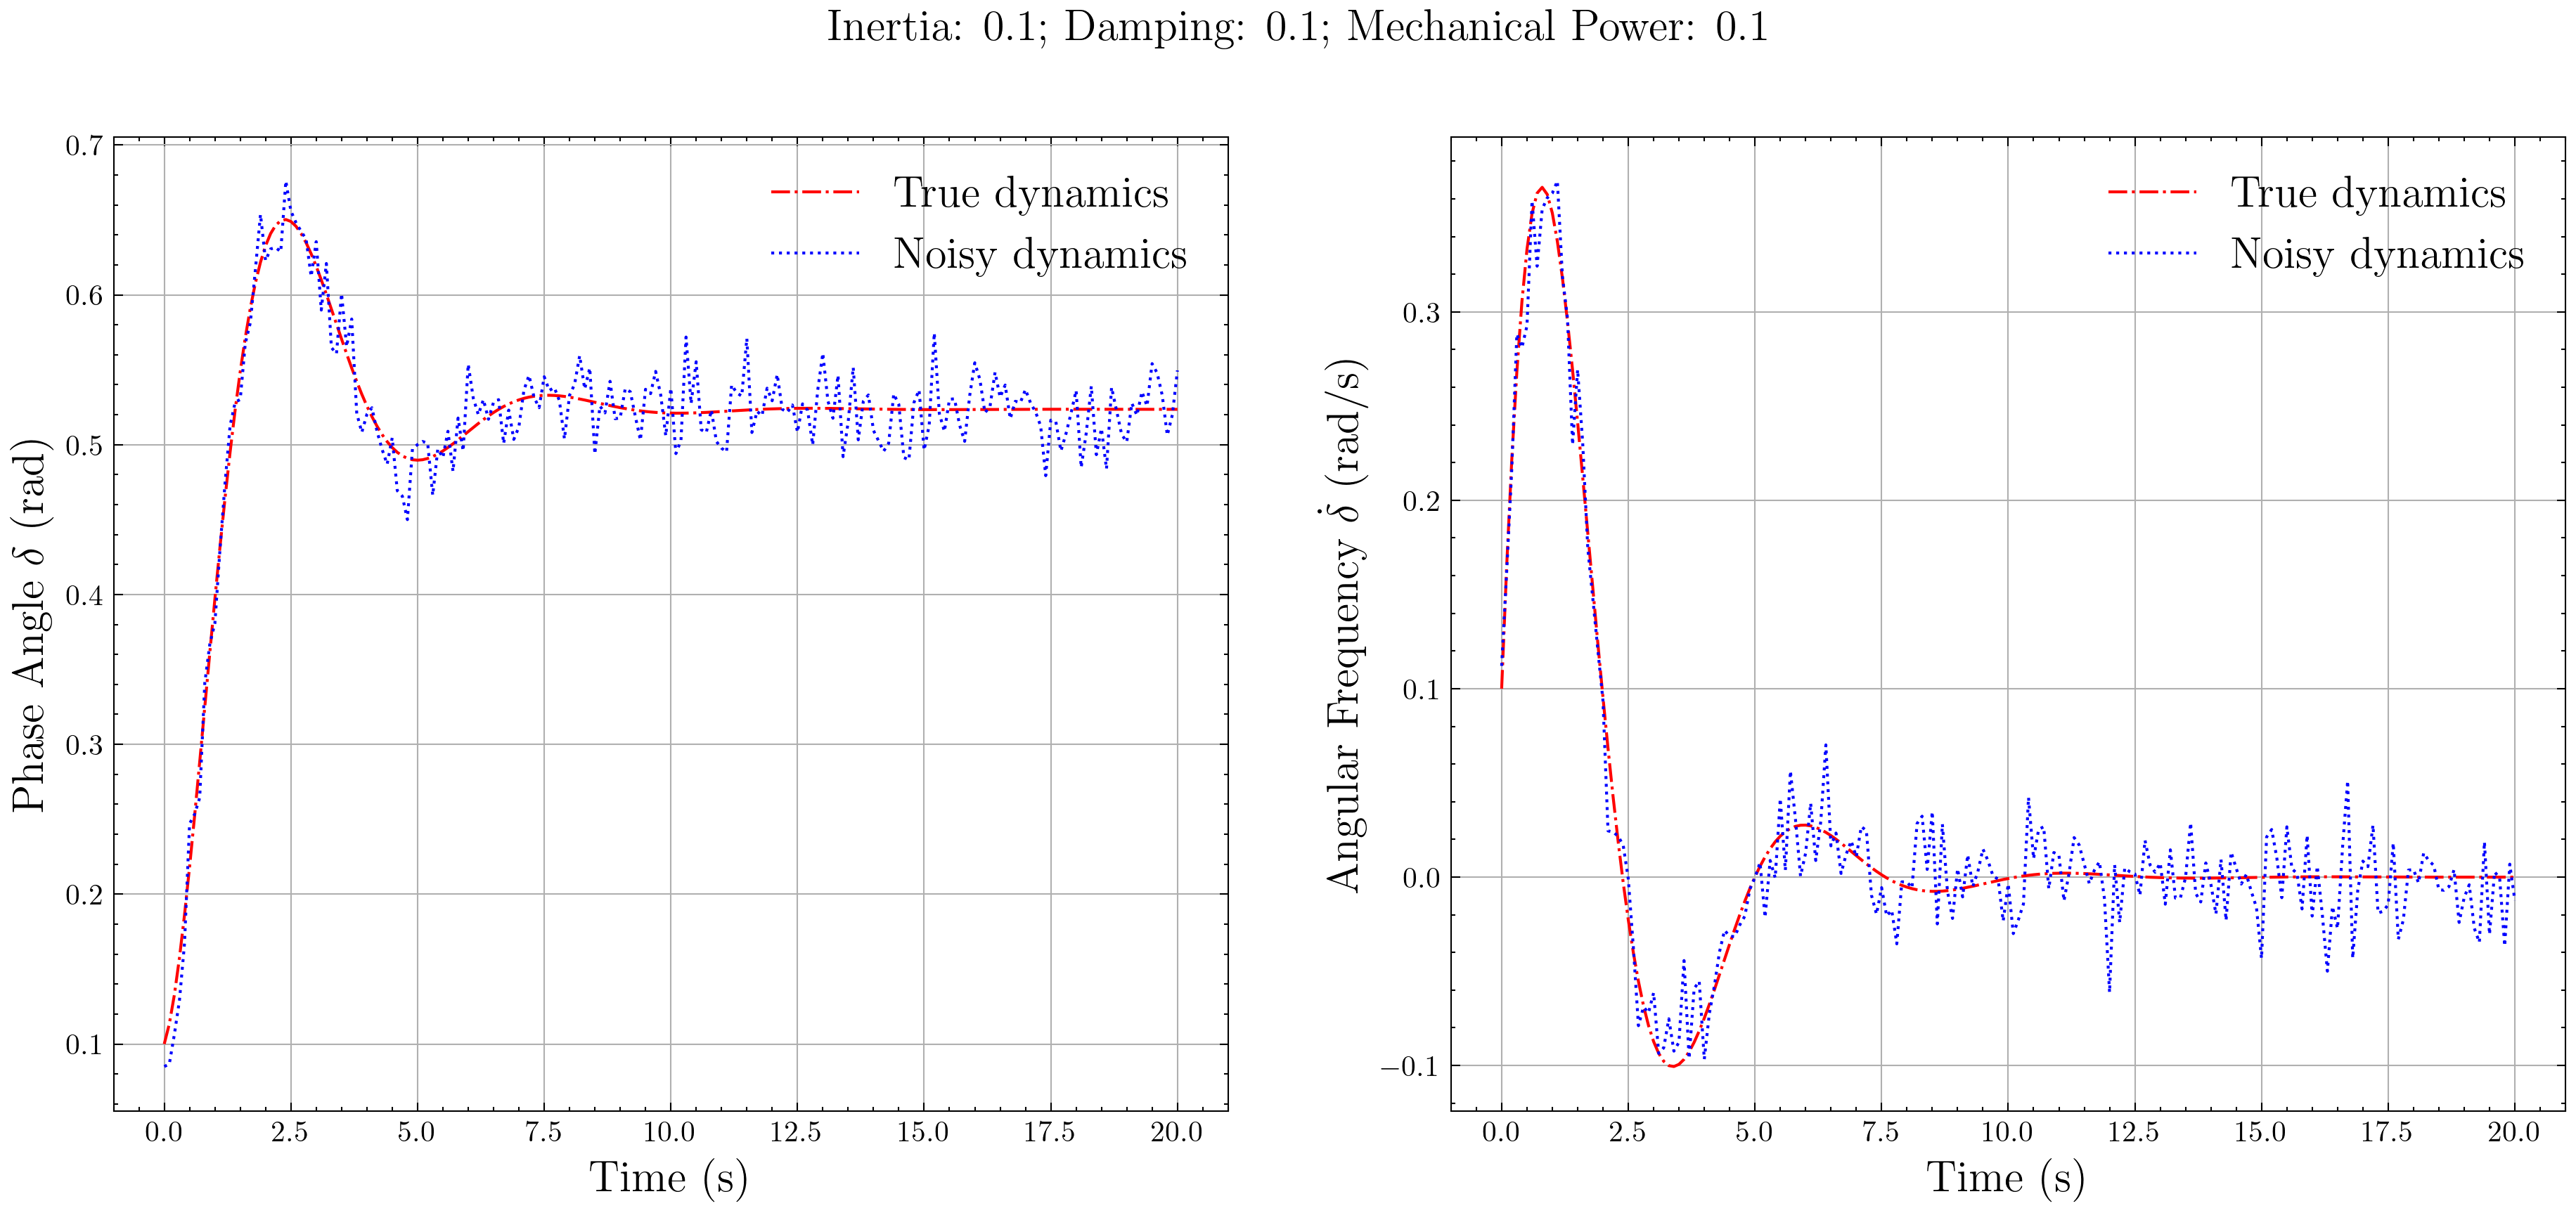 Inertia: 0.1; Damping: 0.1; Mechanical Power: 0.1
Phase Angle δ (rad)
0.7
0.6
0.5
0.4
0.3
0.2
0.1
True dynamics
Noisy dynamics
0.0 2.5 5.0 7.5 10.0 12.5 15.0 17.5 20.0
Time (s)
Angular Frequency δ̇ (rad/s)
0.3
0.2
0.1
0.0
−0.1
True dynamics
Noisy dynamics
0.0 2.5 5.0 7.5 10.0 12.5 15.0 17.5 20.0
Time (s)